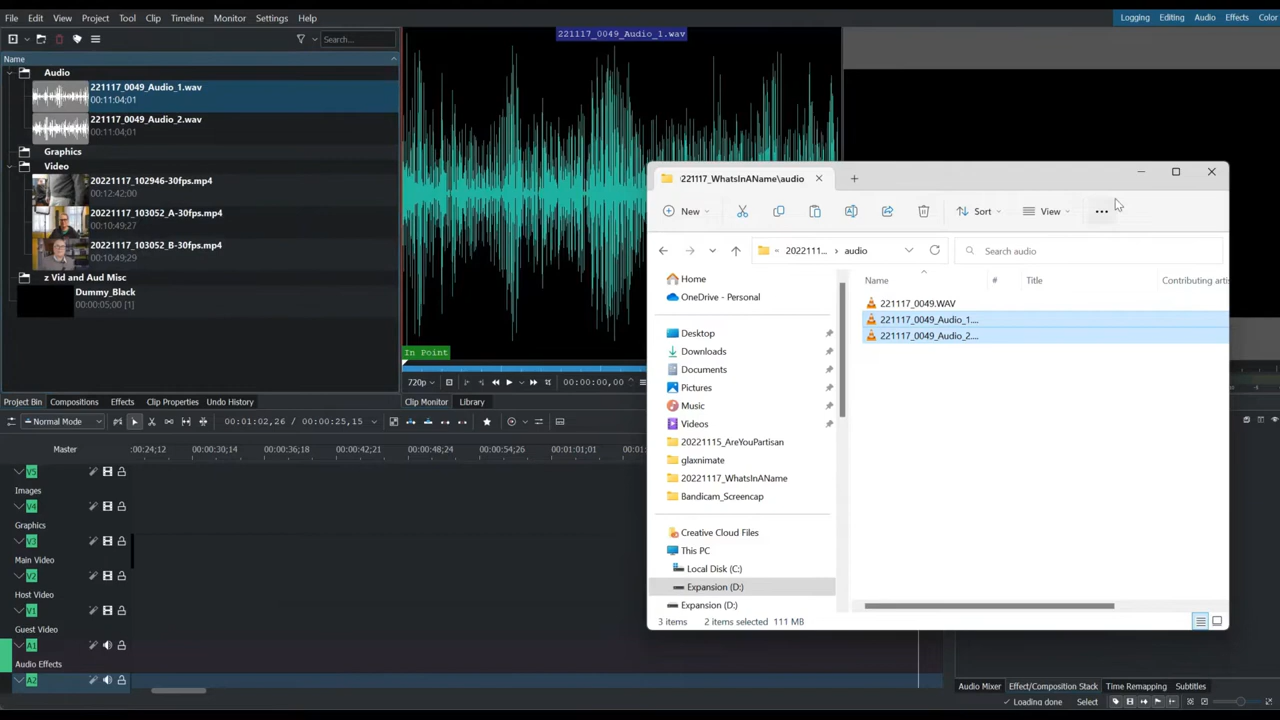 File Edit View Project Tool Clip Timeline Monitor Settings Help
Logging Editing Audio Effects Color
Search...
221117_0049_Audio_1.wav
Name
Audio
221117_0049_Audio_1.wav
00:11:04;01
221117_0049_Audio_2.wav
00:11:04;01
Graphics
Video
20221117_102946-30fps.mp4
00:12:42;00
20221117_103052_A-30fps.mp4
00:10:49;29
20221117_103052_B-30fps.mp4
00:10:49;29
z Vid and Aud Misc
Dummy_Black
00:00:05;00 [1]
In Point
720p
00:00:00,00
Project Bin Compositions Effects Clip Properties Undo History
Clip Monitor Library
221117_WhatsInAName\audio
New
Sort
View
2022111... audio
Search audio
Home
OneDrive - Personal
Desktop
Downloads
Documents
Pictures
Music
Videos
20221115_AreYouPartisan
glaxnimate
20221117_WhatsInAName
Bandicam_Screencap
Creative Cloud Files
This PC
Local Disk (C:)
Expansion (D:)
Expansion (D:)
Name # Title Contributing artis
221117_0049.WAV
221117_0049_Audio_1....
221117_0049_Audio_2....
3 items 2 items selected 111 MB
Normal Mode
00:01:02,26 / 00:00:25,15
Master
:00:24;12 00:00:30;14 00:00:36;18 00:00:42;21 00:00:48;24 00:00:54;26 00:01:01;01
V5
Images
V4
Graphics
V3
Main Video
V2
Host Video
V1
Guest Video
A1
Audio Effects
A2
Audio Mixer Effect/Composition Stack Time Remapping Subtitles
Loading done Select